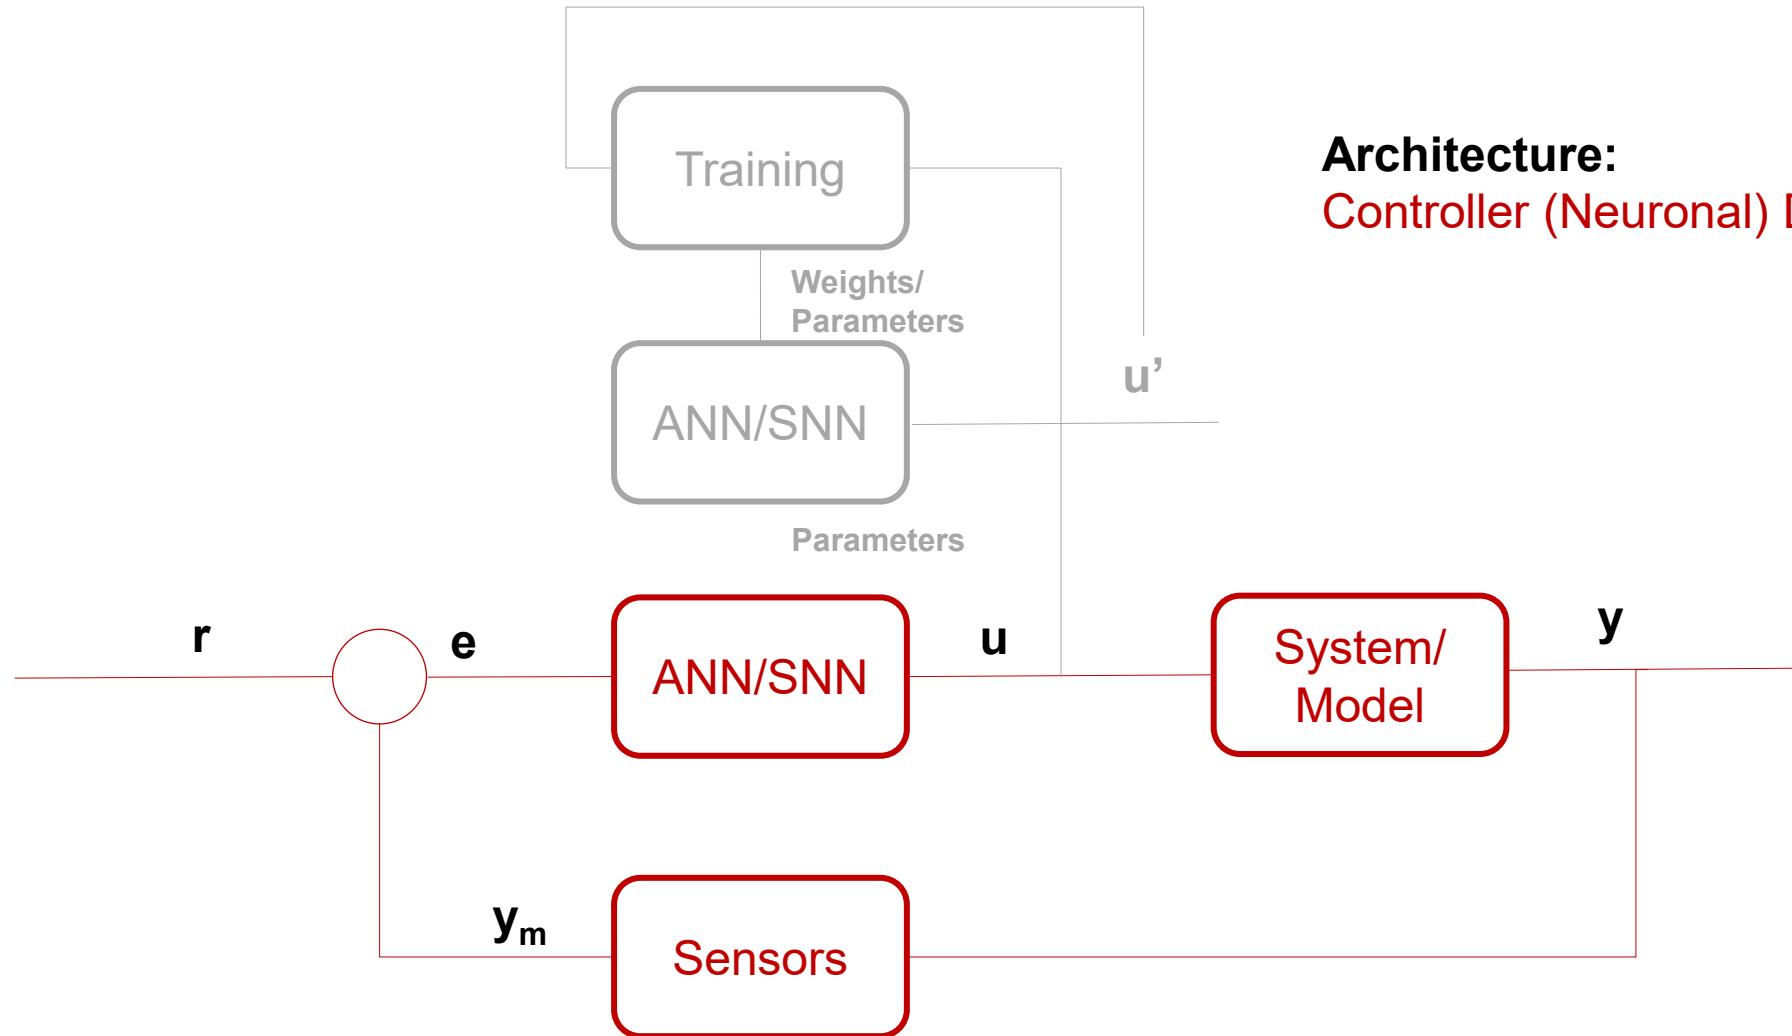 Training
Architecture:
Controller (Neuronal)
Weights/
Parameters
u’
ANN/SNN
Parameters
r
e
ANN/SNN
u
System/
Model
y
yₘ
Sensors